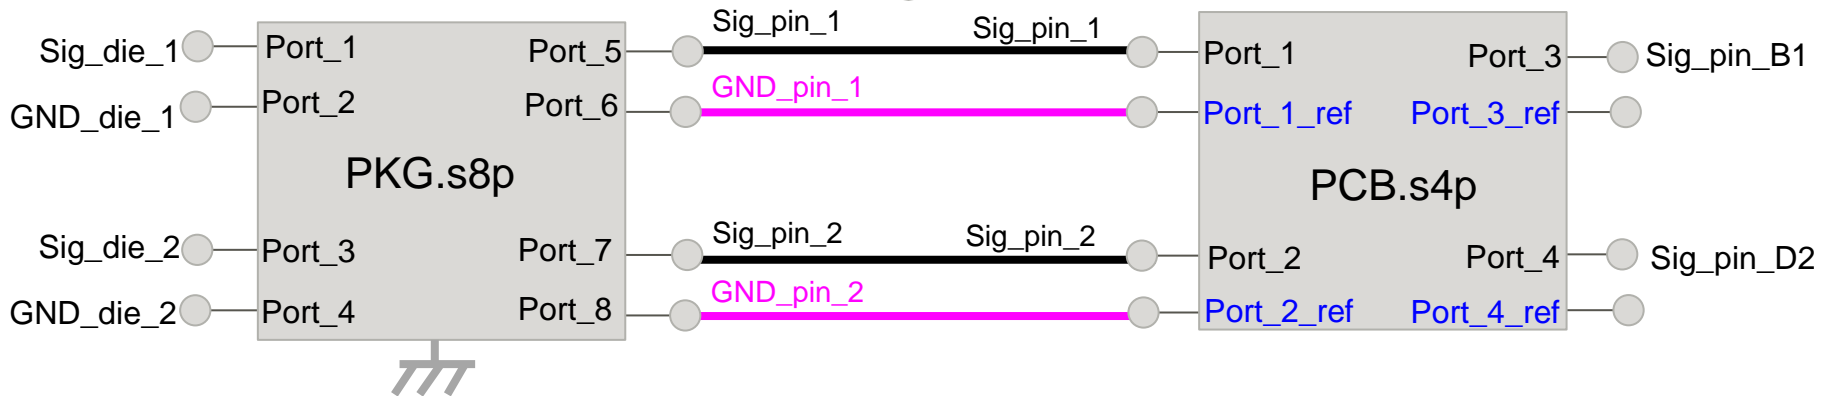 Sig_die_1
Port_1
Port_5
Sig_pin_1
Sig_pin_1
Port_1
Port_3
Sig_pin_B1
GND_die_1
Port_2
Port_6
GND_pin_1
Port_1_ref
Port_3_ref
PKG.s8p
PCB.s4p
Sig_die_2
Port_3
Port_7
Sig_pin_2
Sig_pin_2
Port_2
Port_4
Sig_pin_D2
GND_die_2
Port_4
Port_8
GND_pin_2
Port_2_ref
Port_4_ref